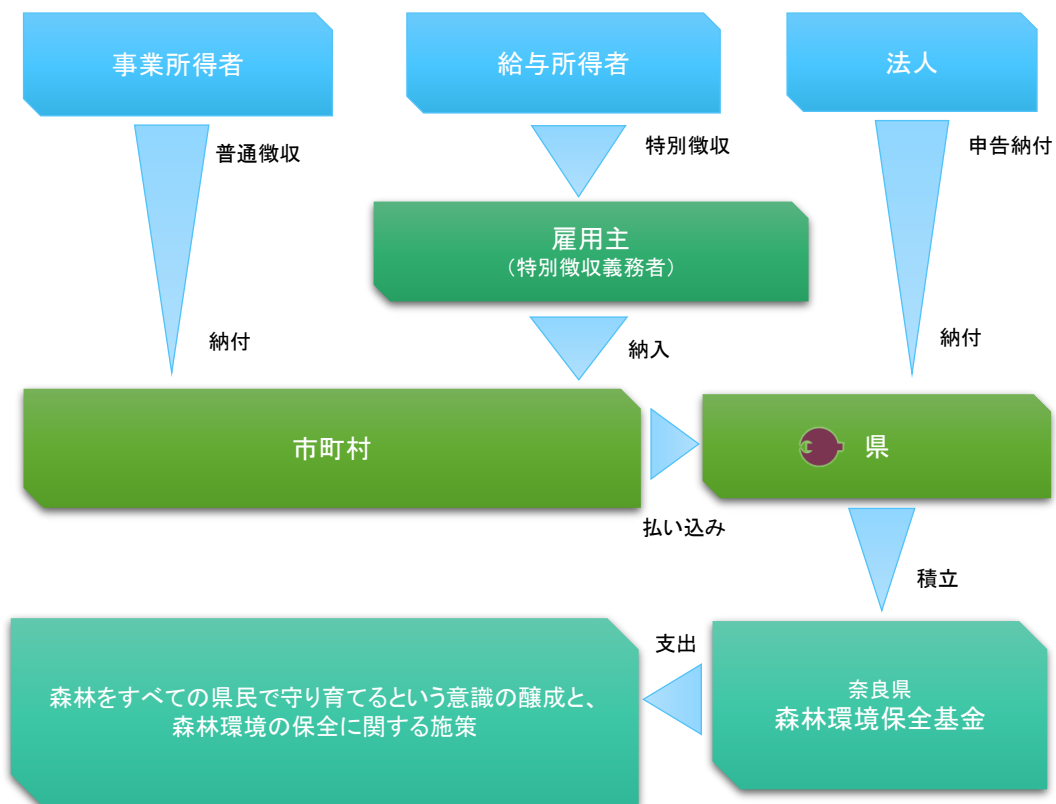 事業所得者
給与所得者
法人
普通徴収
特別徴収
申告納付
雇用主
（特別徴収義務者）
納付
納入
納付
市町村
県
払い込み
積立
支出
森林をすべての県民で守り育てるという意識の醸成と、
森林環境の保全に関する施策
奈良県
森林環境保全基金